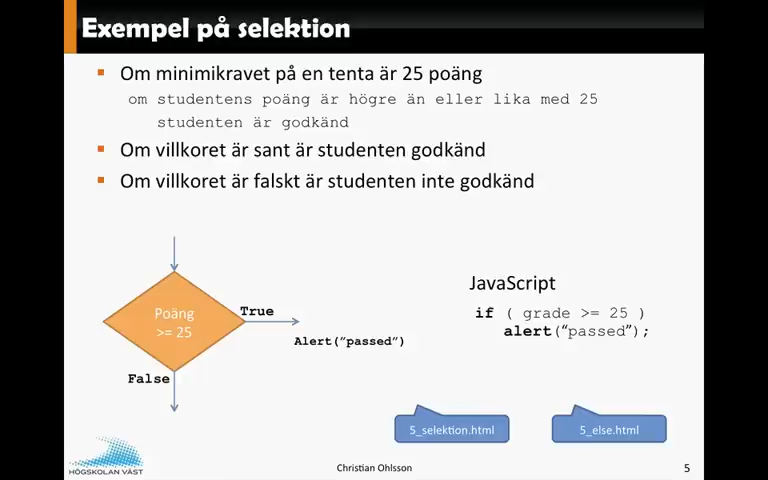 Exempel på selektion
Om minimikravet på en tenta är 25 poäng
om studentens poäng är högre än eller lika med 25
studenten är godkänd
Om villkoret är sant är studenten godkänd
Om villkoret är falskt är studenten inte godkänd
Poäng
>= 25
True
Alert(”passed”)
False
JavaScript
if ( grade >= 25 )
alert(“passed”);
5_selektion.html
5_else.html
HÖGSKOLAN VÄST
Christian Ohlsson
5